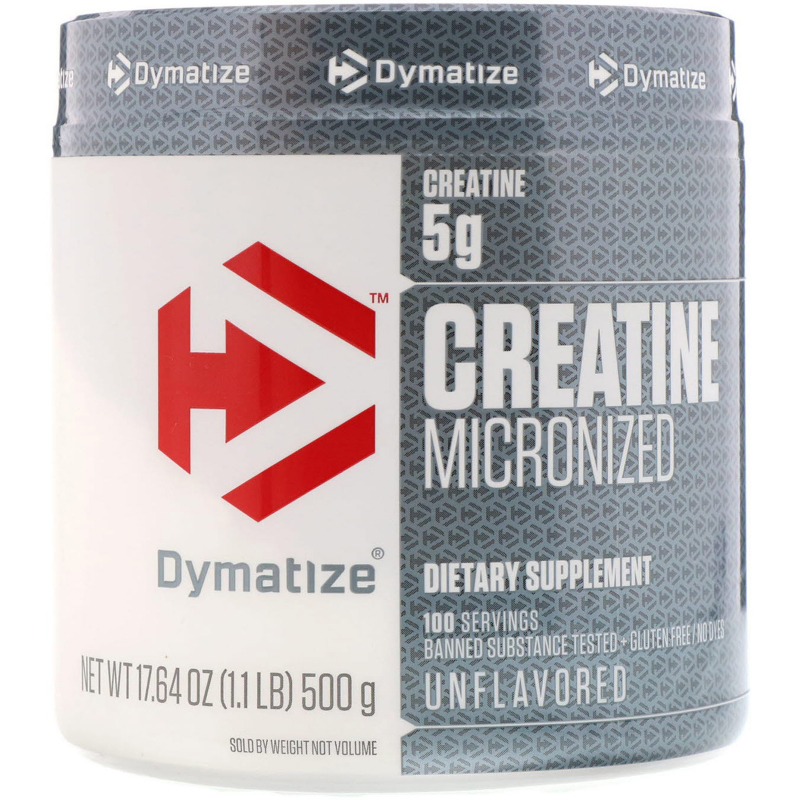 Dymatize Dymatize Dymatize
CREATINE
5g
TM
CREATINE
MICRONIZED
Dymatize®
DIETARY SUPPLEMENT
100 SERVINGS
BANNED SUBSTANCE TESTED + GLUTEN FREE / NO DYES
UNFLAVORED
NET WT 17.64 OZ (1.1 LB) 500 g
SOLD BY WEIGHT NOT VOLUME